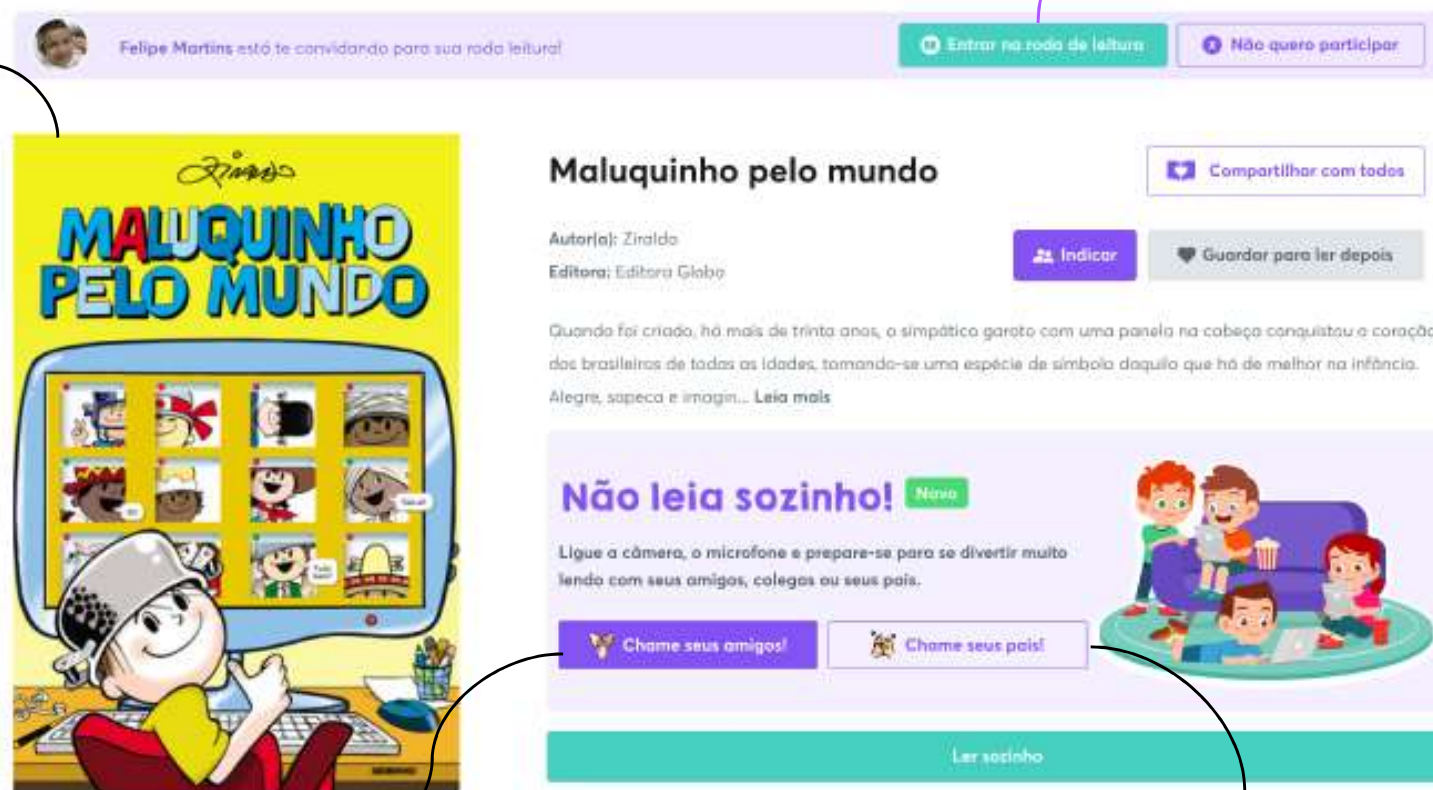 Felipe Martins está te convidando para sua roda leitura!
Entrar na roda de leitura
Não quero participar
Ziraldo
MALUQUINHO
PELO MUNDO
Maluquinho pelo mundo
Compartilhar com todos
Autor(a): Ziraldo
Editora: Editora Globo
Indicar
Guardar para ler depois
Quando foi criado, há mais de trinta anos, o simpático garoto com uma panela na cabeça conquistou o coração
dos brasileiros de todas as idades, tornando-se uma espécie de símbolo daquilo que há de melhor na infância.
Alegre, sapeca e imagin... Leia mais
Não leia sozinho! Novo
Ligue a câmera, o microfone e prepare-se para se divertir muito
lendo com seus amigos, colegas ou seus pais.
Chame seus amigos!
Chame seus pais!
Ler sozinho